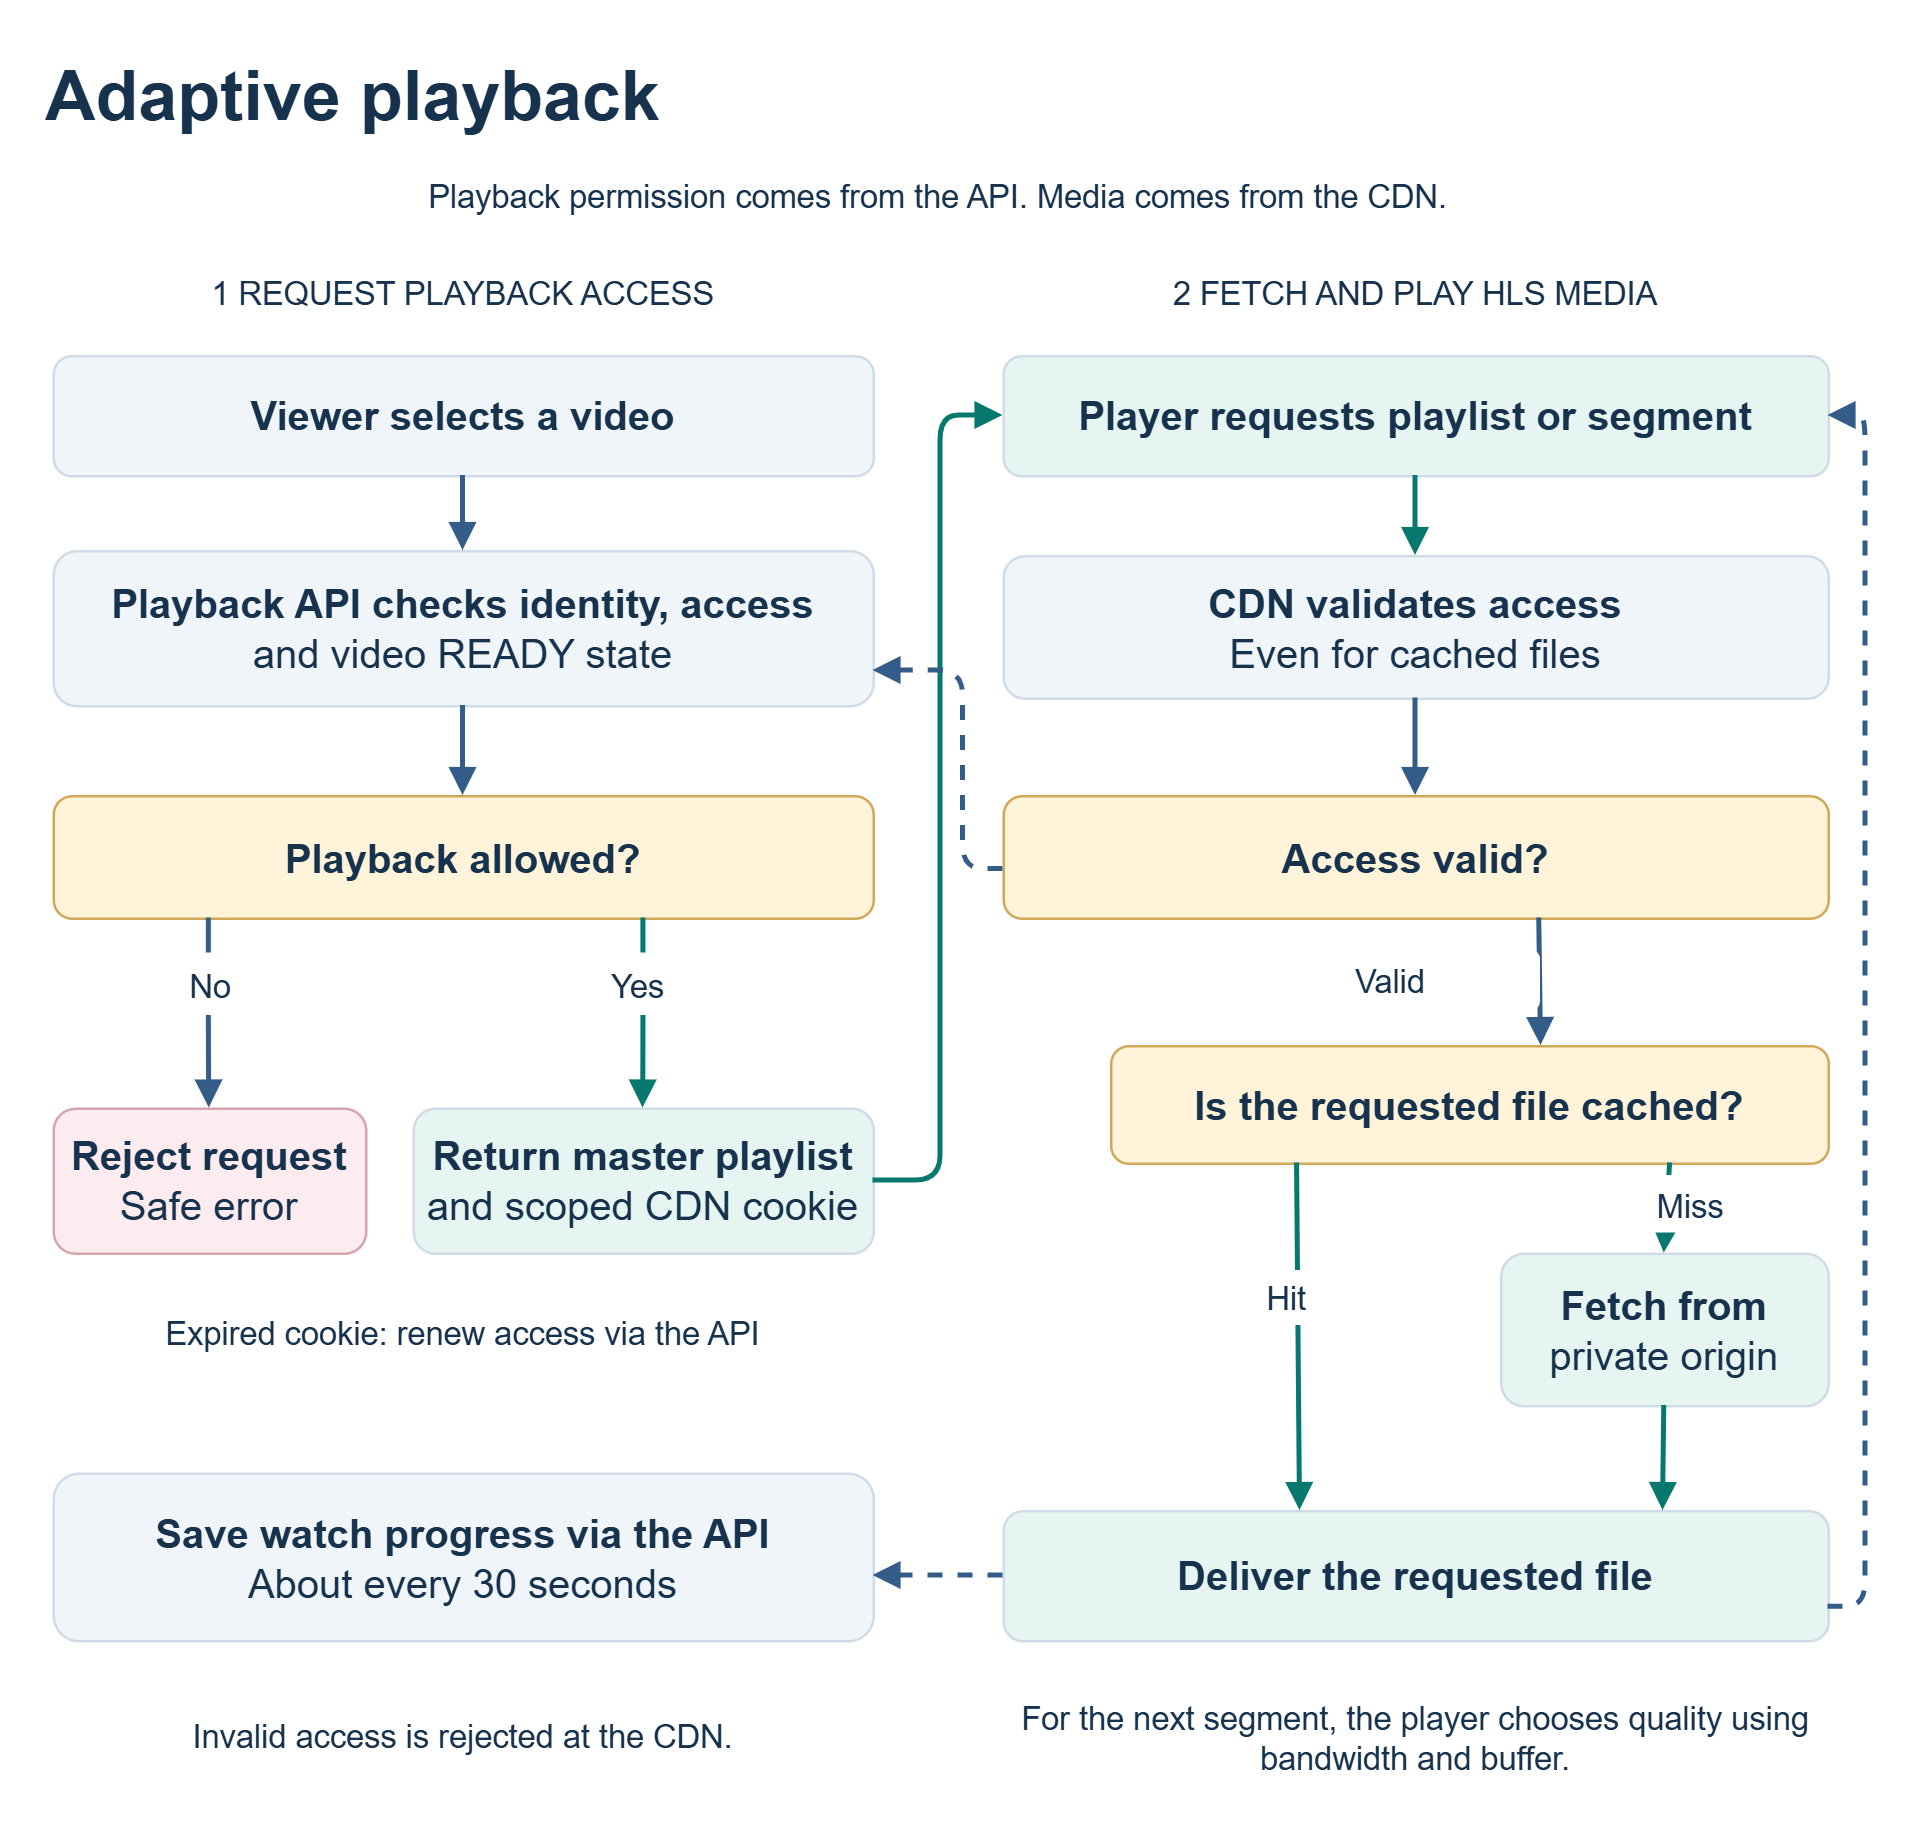 Adaptive playback
Playback permission comes from the API. Media comes from the CDN.
1 REQUEST PLAYBACK ACCESS
Viewer selects a video
Playback API checks identity, access
and video READY state
Playback allowed?
No
Yes
Reject request
Safe error
Return master playlist
and scoped CDN cookie
Expired cookie: renew access via the API
Save watch progress via the API
About every 30 seconds
Invalid access is rejected at the CDN.
2 FETCH AND PLAY HLS MEDIA
Player requests playlist or segment
CDN validates access
Even for cached files
Access valid?
Valid
Is the requested file cached?
Miss
Hit
Fetch from
private origin
Deliver the requested file
For the next segment, the player chooses quality using
bandwidth and buffer.